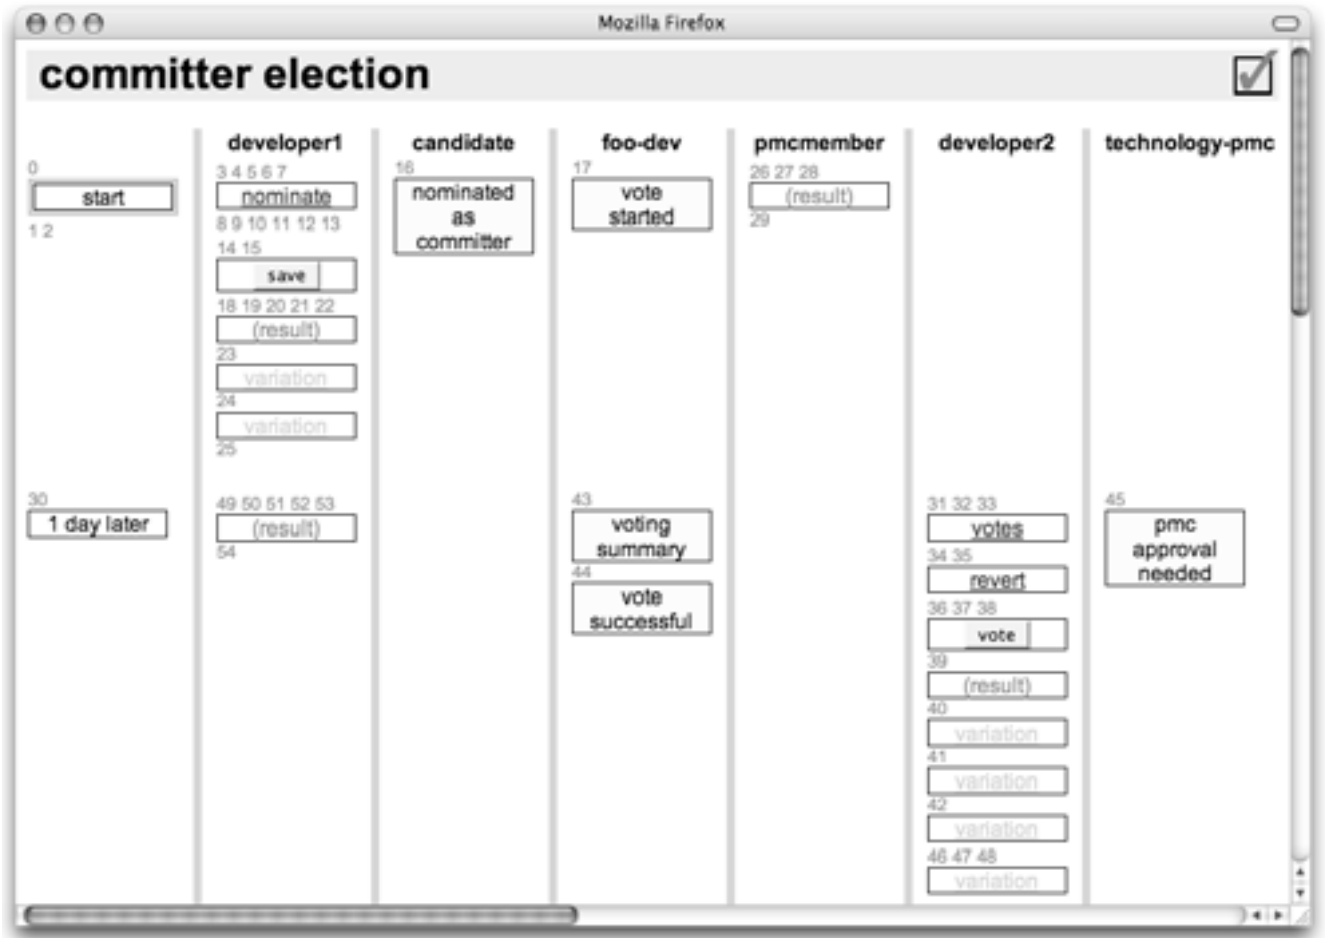 Mozilla Firefox
committer election
developer1 candidate foo-dev pmcmember developer2 technology-pmc
0
start
1 2
3 4 5 6 7
nominate
8 9 10 11 12 13
14 15
save
18 19 20 21 22
(result)
23
variation
24
variation
25
16
nominated
as
committer
17
vote
started
26 27 28
(result)
29
30
1 day later
49 50 51 52 53
(result)
54
43
voting
summary
44
vote
successful
31 32 33
votes
34 35
revert
36 37 38
vote
39
(result)
40
variation
41
variation
42
variation
46 47 48
variation
45
pmc
approval
needed